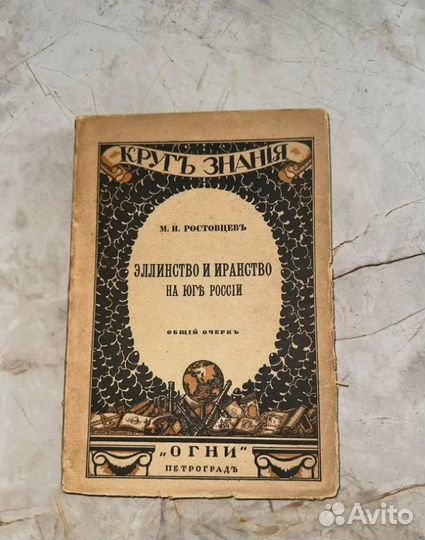 КРУГЪ ЗНАНІЯ
М. И. РОСТОВЦЕВЪ
ЭЛЛИНСТВО И ИРАНСТВО
НА ЮГѢ РОССІИ
ОБЩІЙ ОЧЕРКЪ
„ОГНИ“
ПЕТРОГРАДЪ
Avito